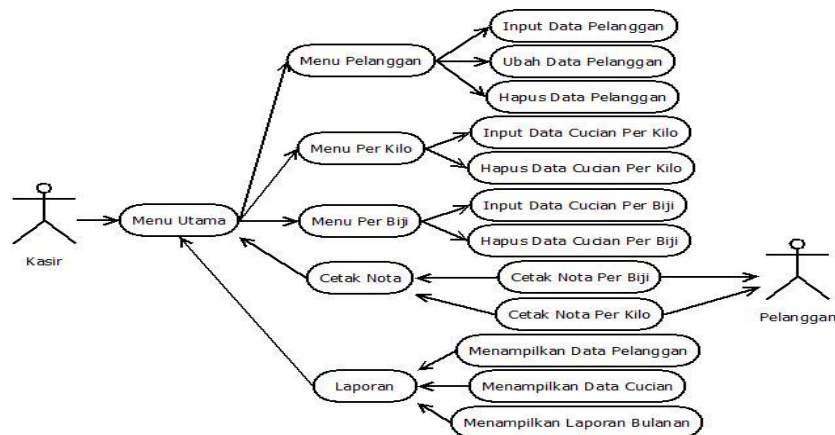 Input Data Pelanggan
Menu Pelanggan
Ubah Data Pelanggan
Hapus Data Pelanggan
Input Data Cucian Per Kilo
Menu Per Kilo
Hapus Data Cucian Per Kilo
Input Data Cucian Per Biji
Menu Utama
Menu Per Biji
Hapus Data Cucian Per Biji
Kasir
Cetak Nota
Cetak Nota Per Biji
Cetak Nota Per Kilo
Pelanggan
Menampilkan Data Pelanggan
Laporan
Menampilkan Data Cucian
Menampilkan Laporan Bulanan